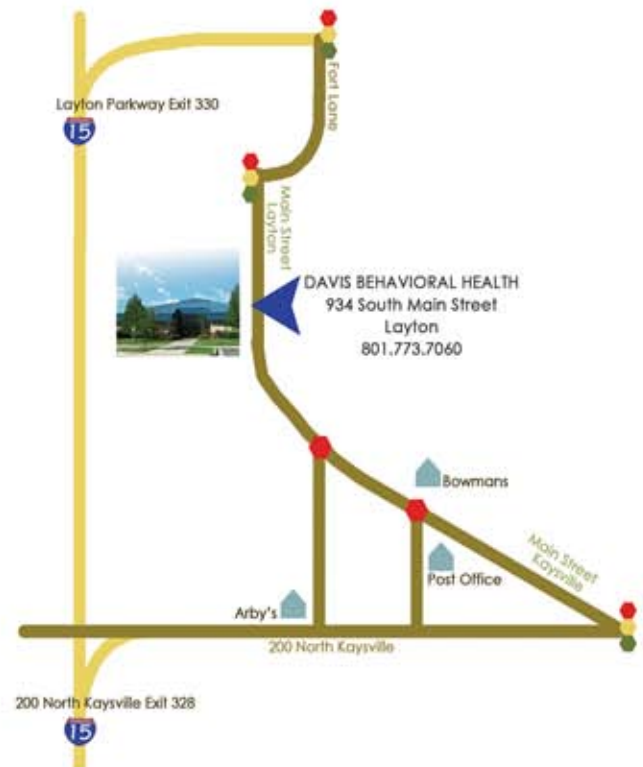 Fort Lane
Layton Parkway Exit 330
15
Main Street
Layton
DAVIS BEHAVIORAL HEALTH
934 South Main Street
Layton
801.773.7060
Bowmans
Main Street
Kaysville
Post Office
Arby's
200 North Kaysville
200 North Kaysville Exit 328
15